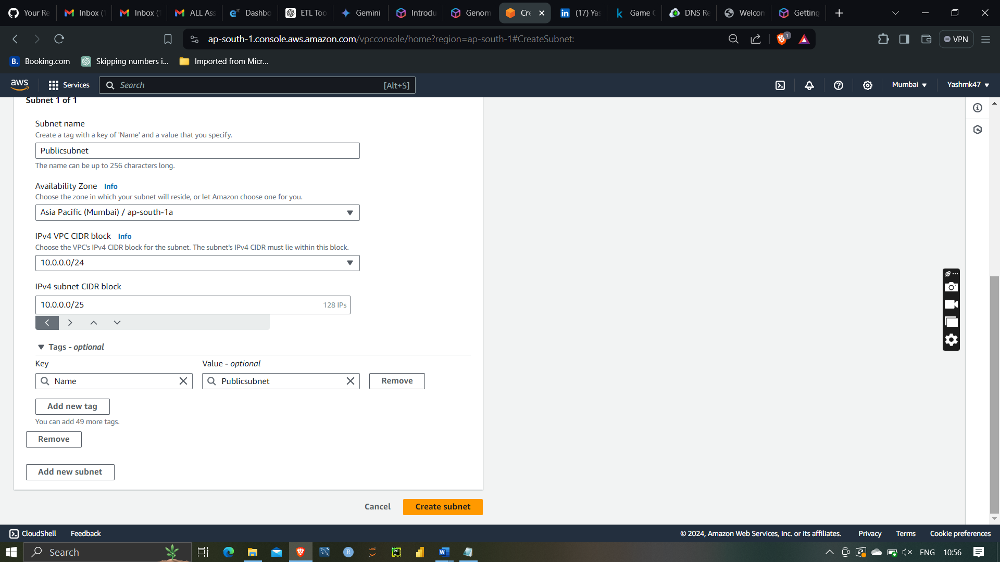 Your Re
Inbox (1
Inbox (1
ALL Ass
Dashbo
ETL Too
Gemini
Introdu
Genom
Cre
(17) Yas
Game C
DNS Re
Welcom
Getting
ap-south-1.console.aws.amazon.com/vpcconsole/home?region=ap-south-1#CreateSubnet:
1
VPN
B. Booking.com
Skipping numbers i...
Imported from Micr...
aws
Services
Search
[Alt+S]
Mumbai
Yashmk47
Subnet 1 of 1
Subnet name
Create a tag with a key of 'Name' and a value that you specify.
Publicsubnet
The name can be up to 256 characters long.
Availability Zone Info
Choose the zone in which your subnet will reside, or let Amazon choose one for you.
Asia Pacific (Mumbai) / ap-south-1a
IPv4 VPC CIDR block Info
Choose the VPC's IPv4 CIDR block for the subnet. The subnet's IPv4 CIDR must lie within this block.
10.0.0.0/24
IPv4 subnet CIDR block
10.0.0.0/25 128 IPs
Tags - optional
Key Value - optional
Name Publicsubnet Remove
Add new tag
You can add 49 more tags.
Remove
Add new subnet
Cancel Create subnet
CloudShell Feedback © 2024, Amazon Web Services, Inc. or its affiliates. Privacy Terms Cookie preferences
Search ENG 10:56